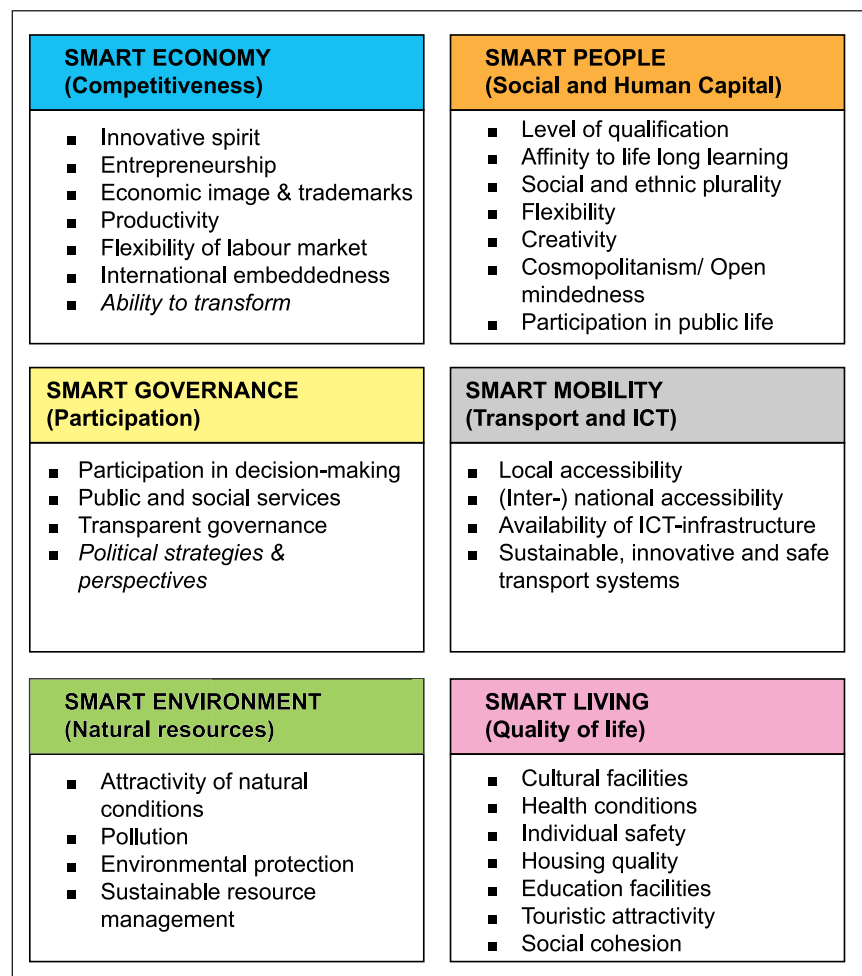 SMART ECONOMY
(Competitiveness)
▪ Innovative spirit
▪ Entrepreneurship
▪ Economic image & trademarks
▪ Productivity
▪ Flexibility of labour market
▪ International embeddedness
▪ Ability to transform
SMART PEOPLE
(Social and Human Capital)
▪ Level of qualification
▪ Affinity to life long learning
▪ Social and ethnic plurality
▪ Flexibility
▪ Creativity
▪ Cosmopolitanism/ Open
mindedness
▪ Participation in public life
SMART GOVERNANCE
(Participation)
▪ Participation in decision-making
▪ Public and social services
▪ Transparent governance
▪ Political strategies &
perspectives
SMART MOBILITY
(Transport and ICT)
▪ Local accessibility
▪ (Inter-) national accessibility
▪ Availability of ICT-infrastructure
▪ Sustainable, innovative and safe
transport systems
SMART ENVIRONMENT
(Natural resources)
▪ Attractivity of natural
conditions
▪ Pollution
▪ Environmental protection
▪ Sustainable resource
management
SMART LIVING
(Quality of life)
▪ Cultural facilities
▪ Health conditions
▪ Individual safety
▪ Housing quality
▪ Education facilities
▪ Touristic attractivity
▪ Social cohesion